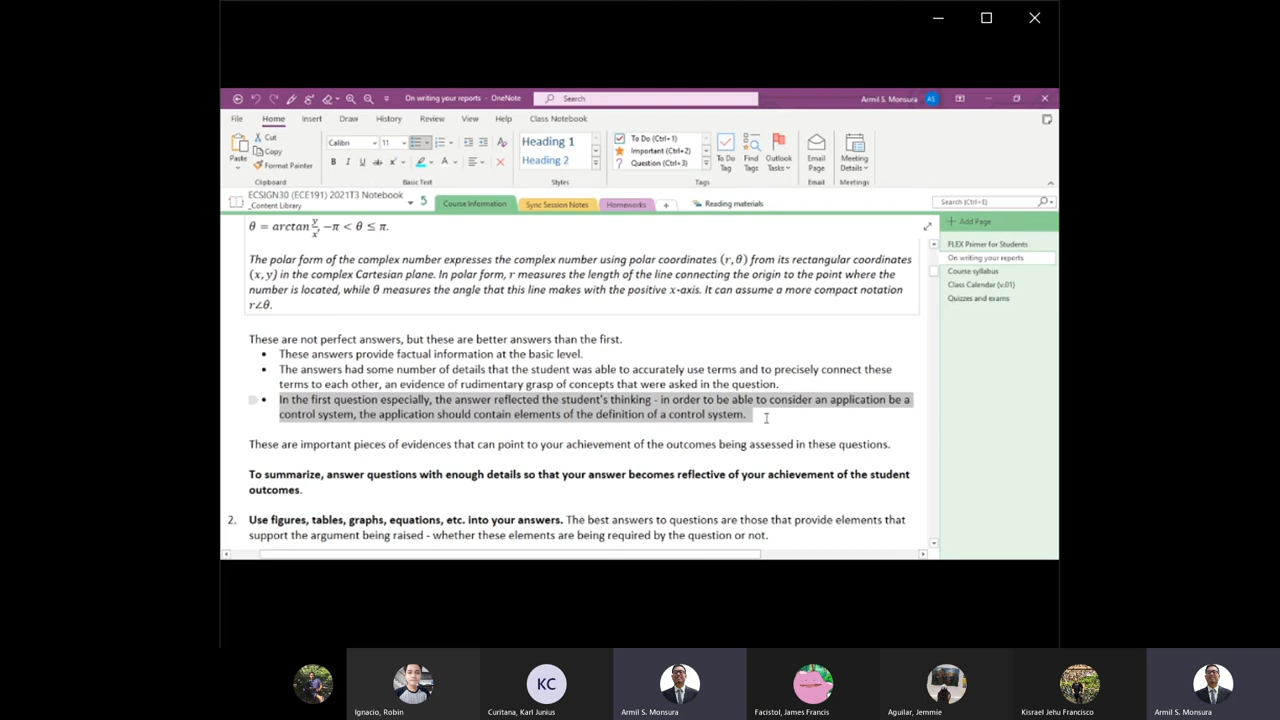 On writing your reports - OneNote
Search
Armil S. Monsura
AS
File
Home
Insert
Draw
History
Review
View
Help
Class Notebook
Paste
Cut
Copy
Format Painter
Clipboard
Calibri
11
B I U ab x
A
Basic Text
Heading 1
Heading 2
Styles
To Do (Ctrl+1)
Important (Ctrl+2)
Question (Ctrl+3)
To Do Tag
Find Tags
Outlook Tasks
Tags
Email Page
Email
Meeting Details
Meetings
ECSIGN30 (ECE191) 2021T3 Notebook
_Content Library
Course Information
Sync Session Notes
Homeworks
+
Reading materials
Search (Ctrl+E)
θ = arctan y/x, −π < θ ≤ π.
The polar form of the complex number expresses the complex number using polar coordinates (r, θ) from its rectangular coordinates
(x, y) in the complex Cartesian plane. In polar form, r measures the length of the line connecting the origin to the point where the
number is located, while θ measures the angle that this line makes with the positive x-axis. It can assume a more compact notation
r∠θ.
These are not perfect answers, but these are better answers than the first.
• These answers provide factual information at the basic level.
• The answers had some number of details that the student was able to accurately use terms and to precisely connect these
terms to each other, an evidence of rudimentary grasp of concepts that were asked in the question.
• In the first question especially, the answer reflected the student's thinking - in order to be able to consider an application be a
control system, the application should contain elements of the definition of a control system.
These are important pieces of evidences that can point to your achievement of the outcomes being assessed in these questions.
To summarize, answer questions with enough details so that your answer becomes reflective of your achievement of the student
outcomes.
2. Use figures, tables, graphs, equations, etc. into your answers. The best answers to questions are those that provide elements that
support the argument being raised - whether these elements are being required by the question or not.
+ Add Page
FLEX Primer for Students
On writing your reports
Course syllabus
Class Calendar (v.01)
Quizzes and exams
KC
Ignacio, Robin
Curitana, Karl Junius
Armil S. Monsura
Facistol, James Francis
Aguilar, Jemmie
Kisrael Jehu Francisco
Armil S. Monsura